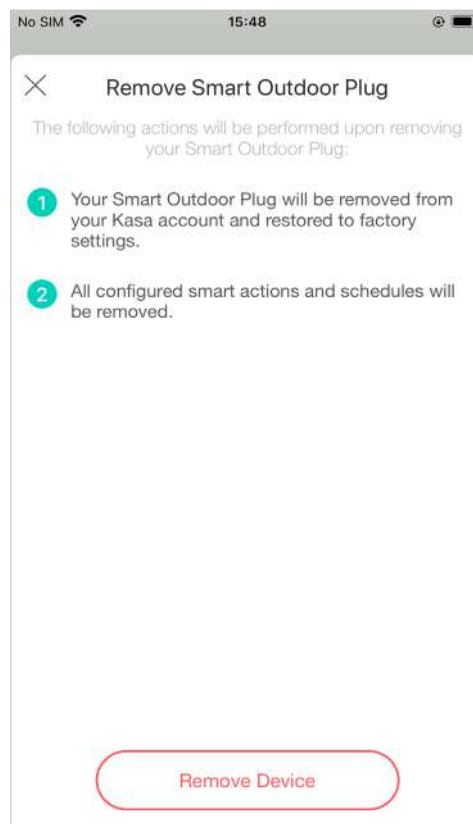 No SIM 15:48
Remove Smart Outdoor Plug
The following actions will be performed upon removing
your Smart Outdoor Plug:
1 Your Smart Outdoor Plug will be removed from
your Kasa account and restored to factory
settings.
2 All configured smart actions and schedules will
be removed.
Remove Device